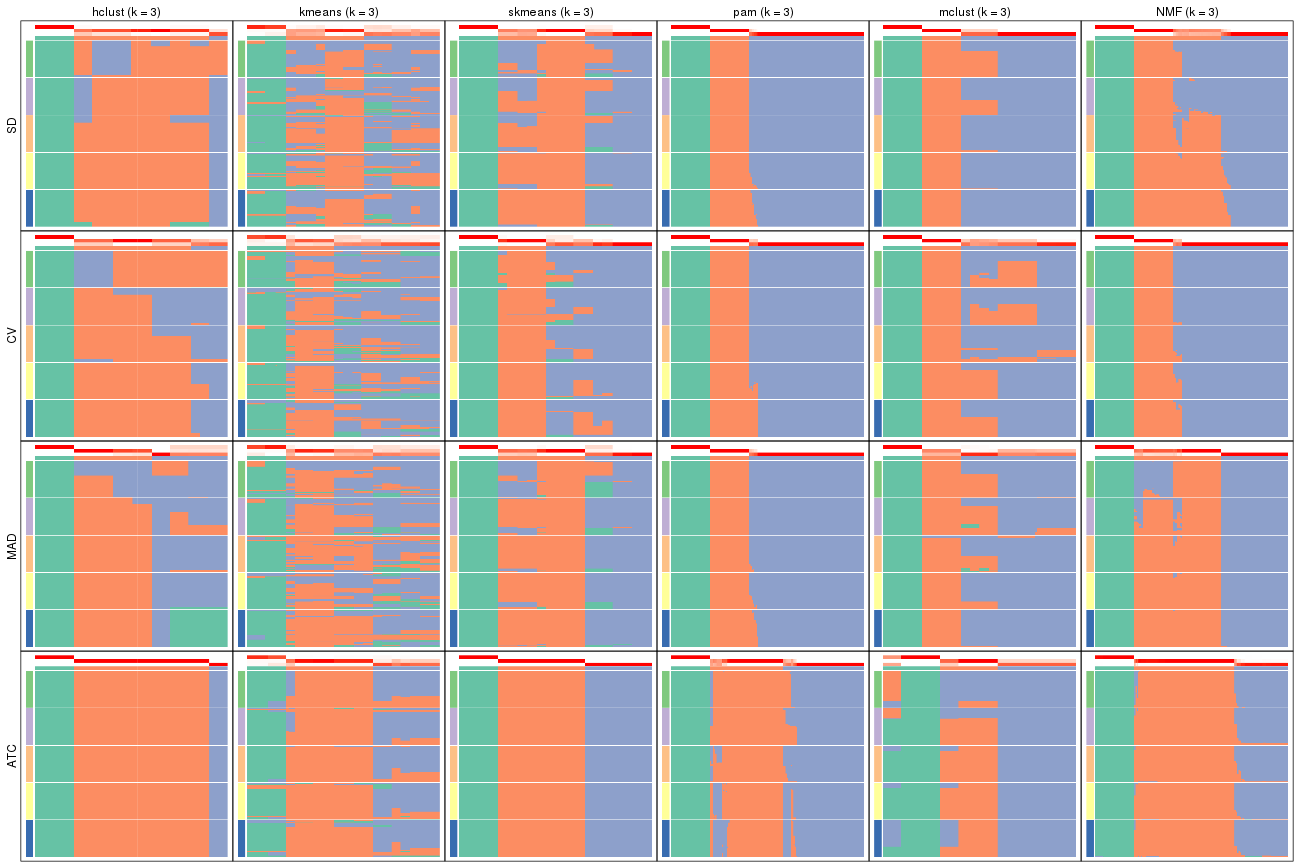 hclust (k = 3) kmeans (k = 3) skmeans (k = 3) pam (k = 3) mclust (k = 3) NMF (k = 3)
SD
CV
MAD
ATC